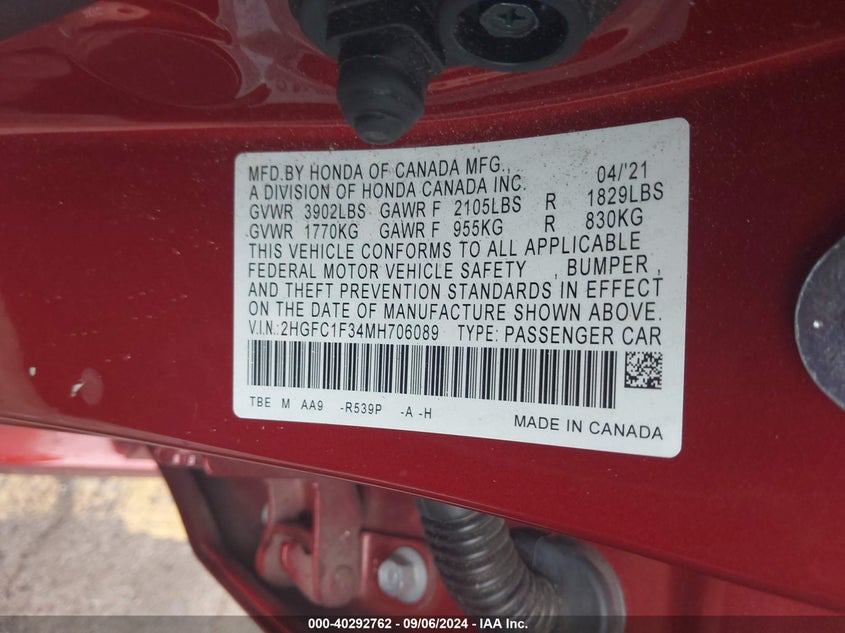 MFD.BY HONDA OF CANADA MFG., 04/'21
A DIVISION OF HONDA CANADA INC.
GVWR 3902LBS GAWR F 2105LBS R 1829LBS
GVWR 1770KG GAWR F 955KG R 830KG
THIS VEHICLE CONFORMS TO ALL APPLICABLE
FEDERAL MOTOR VEHICLE SAFETY , BUMPER ,
AND THEFT PREVENTION STANDARDS IN EFFECT
ON THE DATE OF MANUFACTURE SHOWN ABOVE.
V.I.N.:2HGFC1F34MH706089 TYPE: PASSENGER CAR
TBE M AA9 -R539P -A -H
MADE IN CANADA
000-40292762 - 09/06/2024 - IAA Inc.